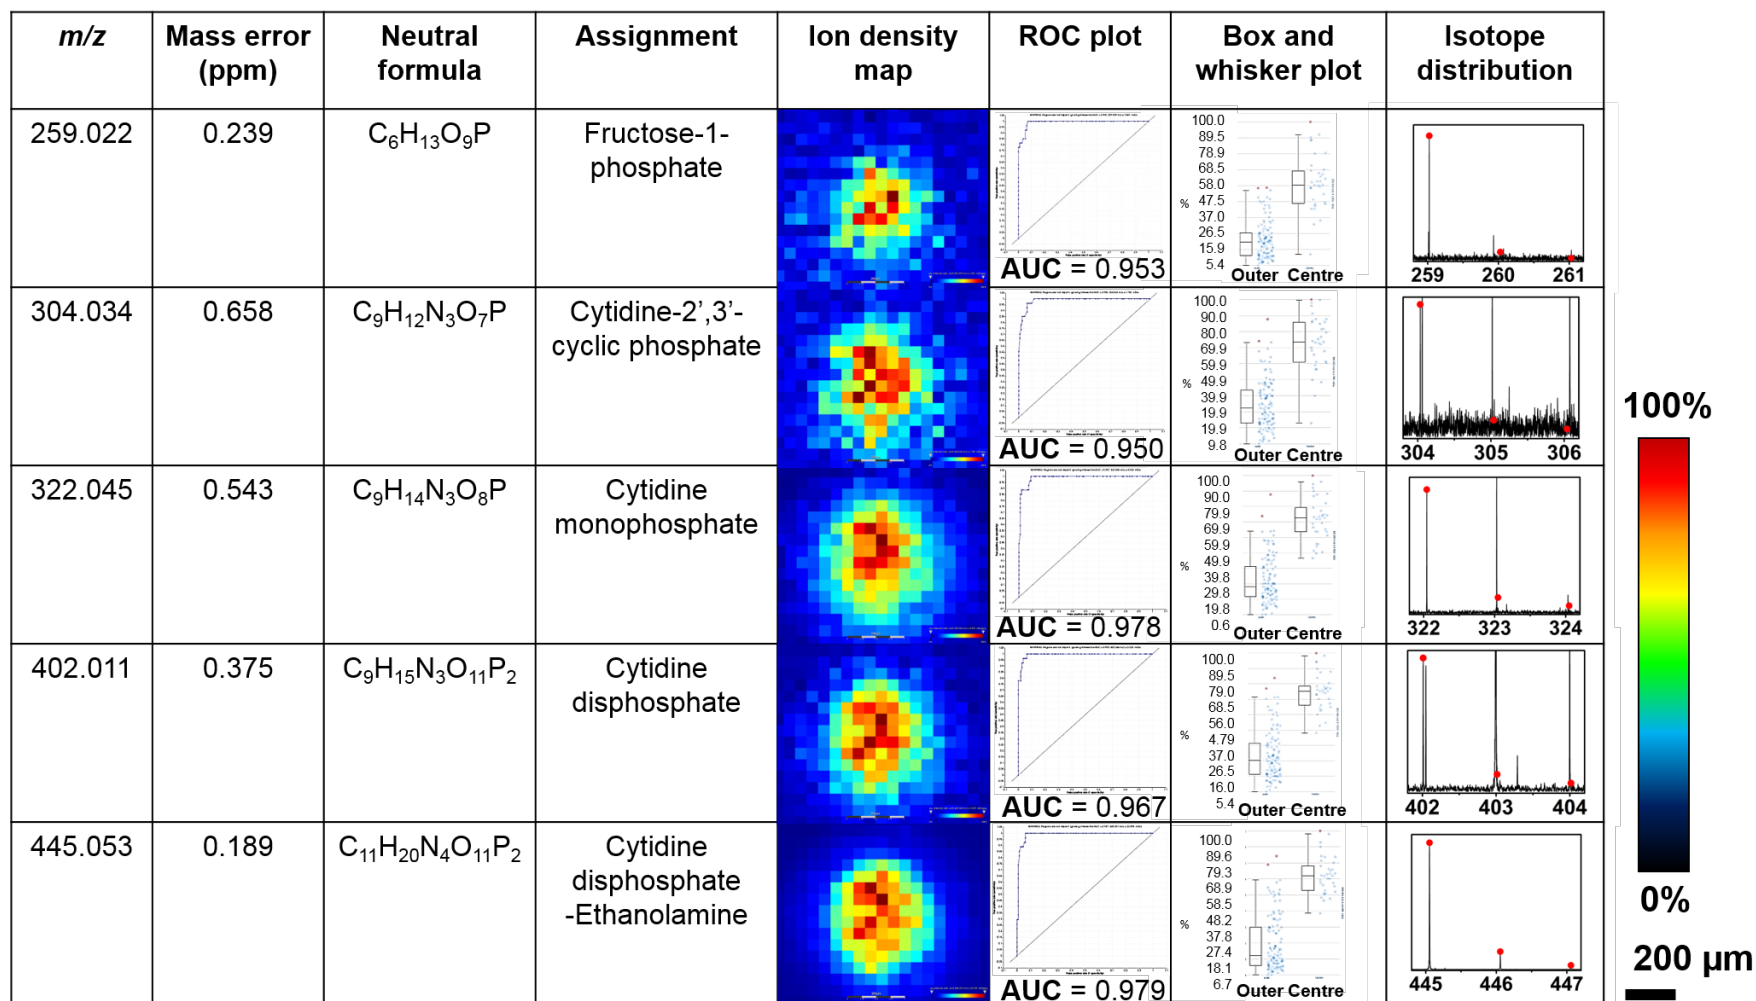 m/z
Mass error
(ppm)
Neutral
formula
Assignment
Ion density
map
ROC plot
Box and
whisker plot
Isotope
distribution
259.022
0.239
C₆H₁₃O₉P
Fructose-1-
phosphate
AUC = 0.953
100.0
89.5
78.9
68.5
58.0
%
47.5
37.0
26.5
15.9
5.4
Outer Centre
259 260 261
304.034
0.658
C₉H₁₂N₃O₇P
Cytidine-2’,3’-
cyclic phosphate
AUC = 0.950
100.0
90.0
80.0
69.9
59.9
%
49.9
39.9
19.9
19.9
9.8
Outer Centre
304 305 306
322.045
0.543
C₉H₁₄N₃O₈P
Cytidine
monophosphate
AUC = 0.978
100.0
90.0
79.9
69.9
59.9
%
49.9
39.8
29.8
19.8
0.6
Outer Centre
322 323 324
402.011
0.375
C₉H₁₅N₃O₁₁P₂
Cytidine
disphosphate
AUC = 0.967
100.0
89.5
79.0
68.5
56.0
%
4.79
37.0
26.5
16.0
5.4
Outer Centre
402 403 404
445.053
0.189
C₁₁H₂₀N₄O₁₁P₂
Cytidine
disphosphate
-Ethanolamine
AUC = 0.979
100.0
89.6
79.3
68.9
58.5
%
48.2
37.8
27.4
18.1
6.7
Outer Centre
445 446 447
100%
0%
200 µm